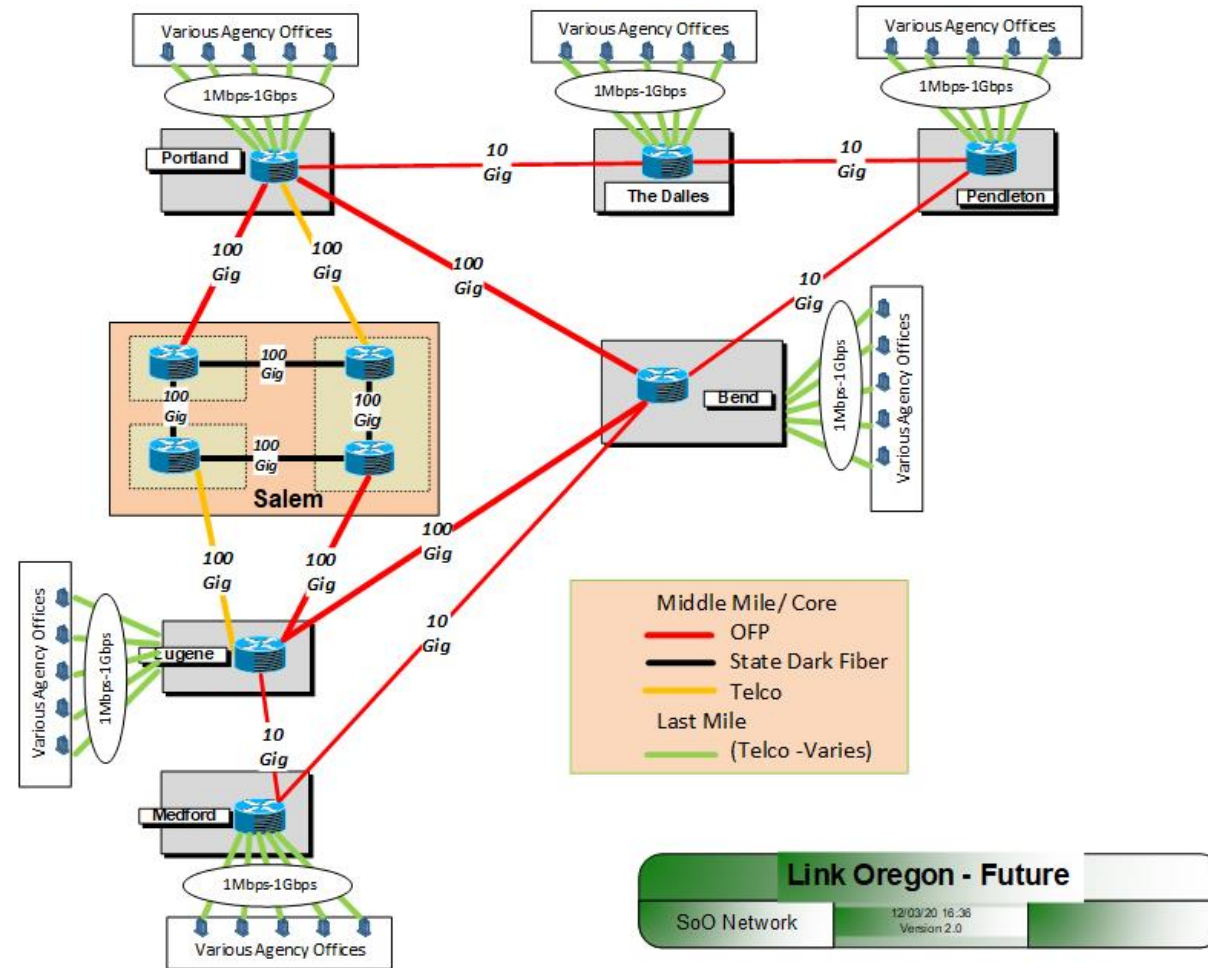 Various Agency Offices
Various Agency Offices
Various Agency Offices
1Mbps-1Gbps
1Mbps-1Gbps
1Mbps-1Gbps
Portland
10
Gig
The Dalles
10
Gig
Pendleton
100
Gig
100
Gig
100
Gig
10
Gig
100
Gig
100
Gig
100
Gig
100
Gig
Salem
Bend
1Mbps-1Gbps
Various Agency Offices
100
Gig
100
Gig
100
Gig
10
Gig
Various Agency Offices
1Mbps-1Gbps
Eugene
10
Gig
Medford
1Mbps-1Gbps
Various Agency Offices
Middle Mile/ Core
OFP
State Dark Fiber
Telco
Last Mile
(Telco -Varies)
Link Oregon - Future
SoO Network
12/03/20 16:36
Version 2.0